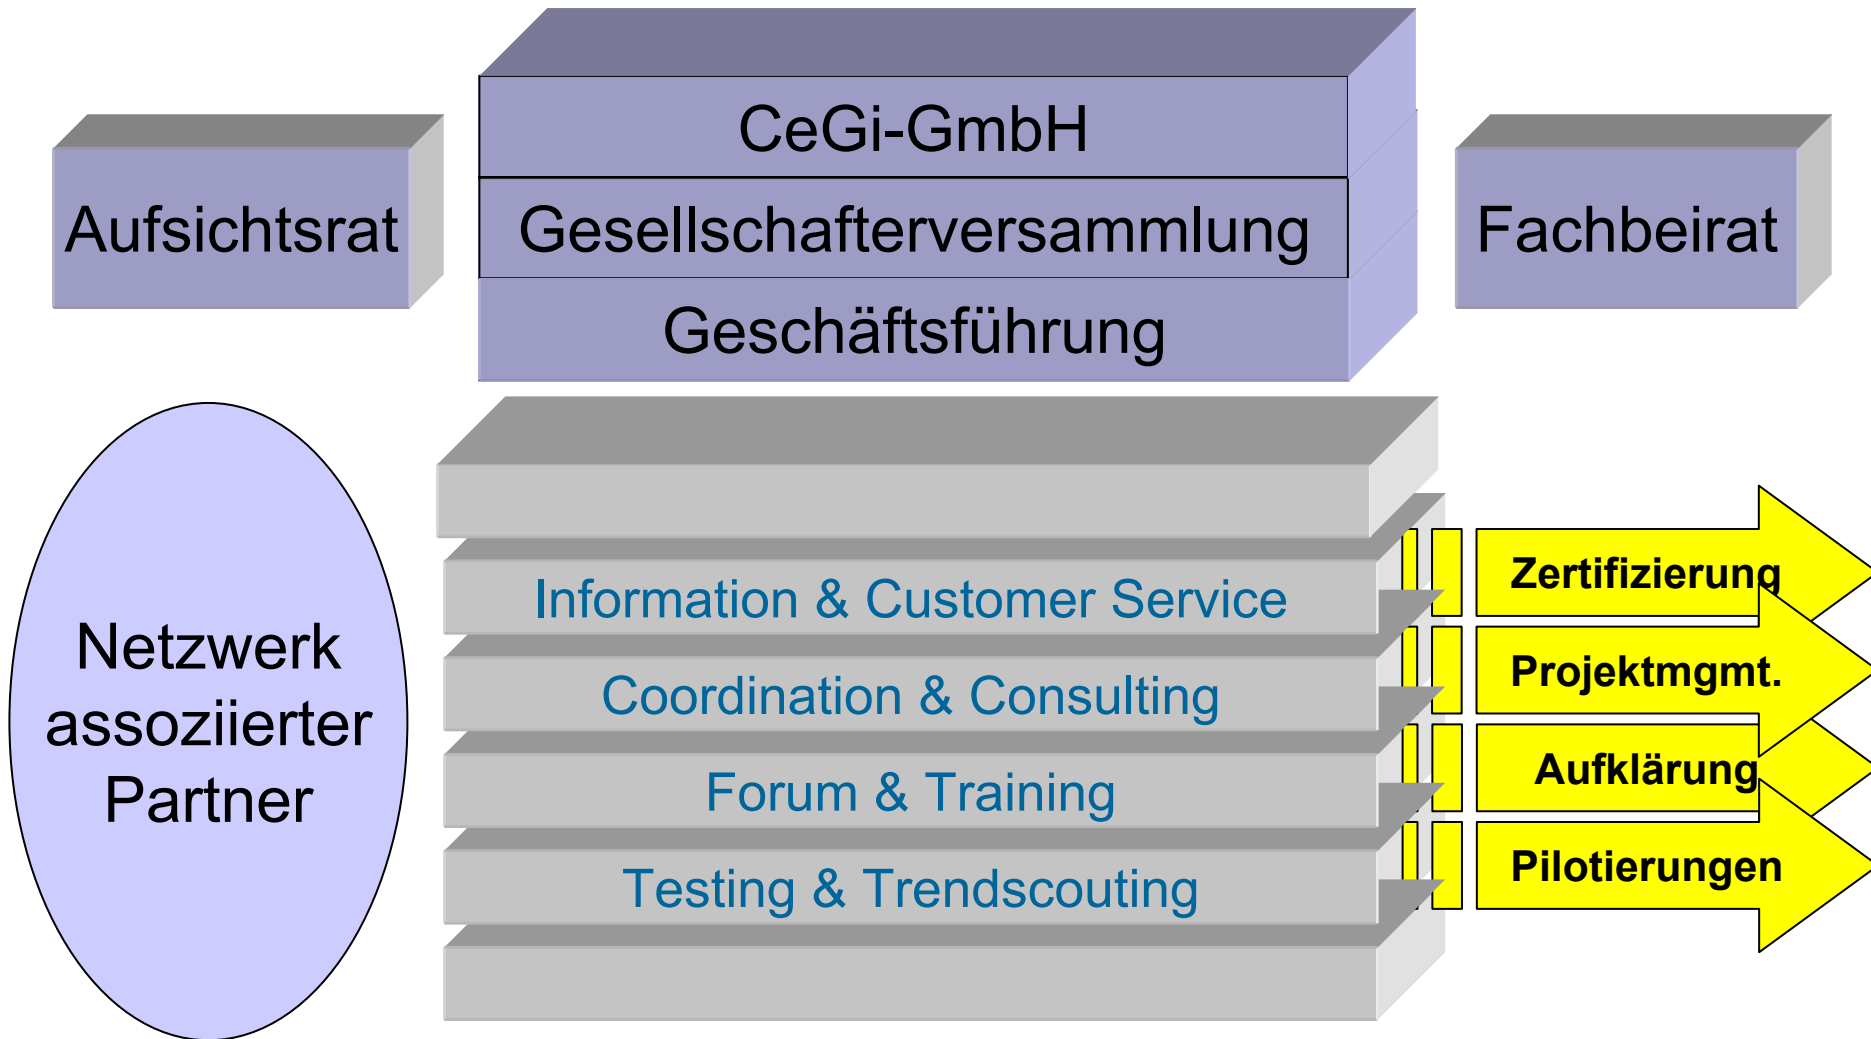 CeGi-GmbH
Aufsichtsrat
Gesellschafterversammlung
Fachbeirat
Geschäftsführung
Netzwerk
assoziierter
Partner
Information & Customer Service
Coordination & Consulting
Forum & Training
Testing & Trendscouting
Zertifizierung
Projektmgmt.
Aufklärung
Pilotierungen